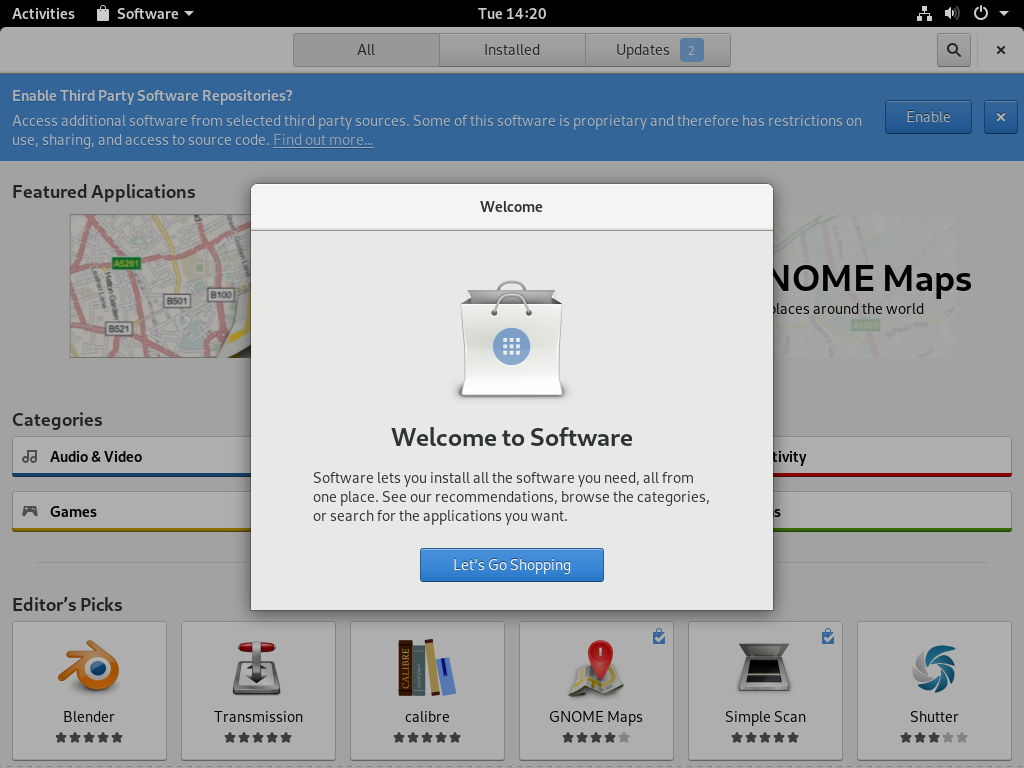 Activities Software Tue 14:20
All Installed Updates 2
Enable Third Party Software Repositories?
Access additional software from selected third party sources. Some of this software is proprietary and therefore has restrictions on
use, sharing, and access to source code. Find out more...
Enable
Featured Applications
Welcome
A5201
B501
B100
B521
NOME Maps
places around the world
Welcome to Software
Software lets you install all the software you need, all from
one place. See our recommendations, browse the categories,
or search for the applications you want.
Let's Go Shopping
Categories
Audio & Video
tivity
Games
Editor's Picks
CALIBRE
Blender
Transmission
calibre
GNOME Maps
Simple Scan
Shutter